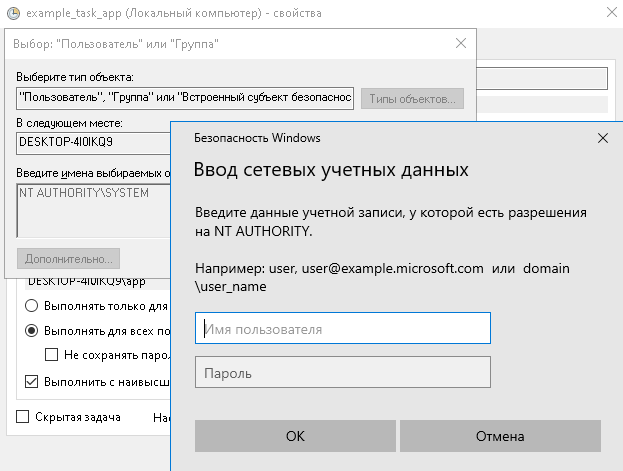 example_task_app (Локальный компьютер) - свойства
Выбор: "Пользователь" или "Группа"
Выберите тип объекта:
"Пользователь", "Группа" или "Встроенный субъект безопаснос
Типы объектов...
В следующем месте:
DESKTOP-4I0IKQ9
Введите имена выбираемых о
NT AUTHORITY\SYSTEM
Дополнительно...
DESKTOP-4I0IKQ9\app
Выполнять только для
Выполнять для всех по
Не сохранять парол
Выполнить с наивысш
Скрытая задача
Нас
Безопасность Windows
Ввод сетевых учетных данных
Введите данные учетной записи, у которой есть разрешения
на NT AUTHORITY.
Например: user, user@example.microsoft.com или domain
\user_name
Имя пользователя
Пароль
ОК
Отмена